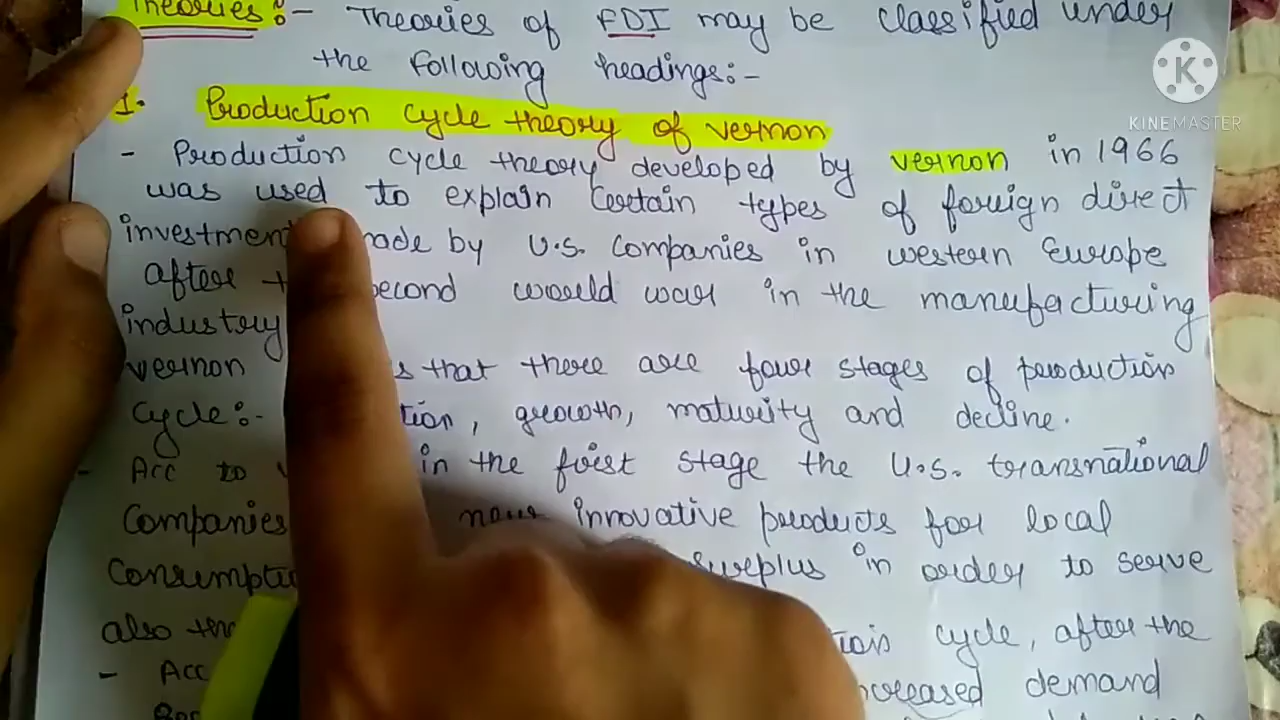 Theories:- Theories of FDI may be classified under
the following headings:-
1. Production cycle theory of vernon
- Production cycle theory developed by vernon in 1966
was used to explain certain types of foreign direct
investment made by U.S. Companies in western Europe
after second world war in the manufacturing
industry
vernon that there are four stages of production
cycle:- growth, maturity and decline.
- Acc to in the first stage the U.S. transnational
Companies new innovative products for local
surplus in order to serve
also cycle, after the
- Acc increased demand
KINEMASTER